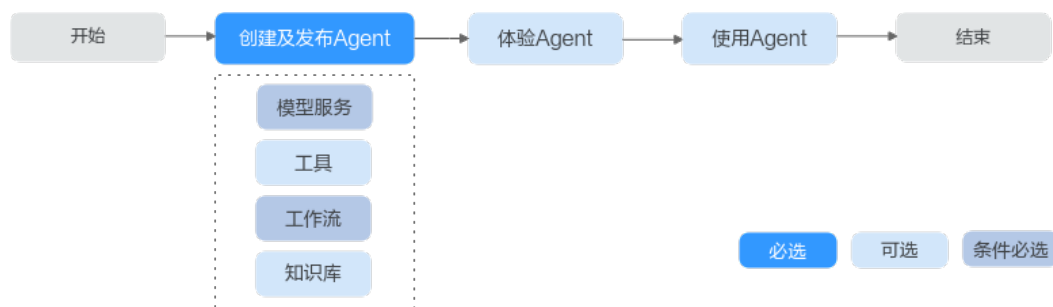 开始
创建及发布Agent
体验Agent
使用Agent
结束
模型服务
工具
工作流
知识库
必选
可选
条件必选